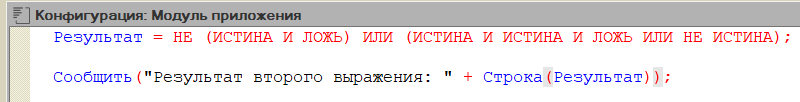 Конфигурация: Модуль приложения
Результат = НЕ (ИСТИНА И ЛОЖЬ) ИЛИ (ИСТИНА И ИСТИНА И ЛОЖЬ ИЛИ НЕ ИСТИНА);
Сообщить("Результат второго выражения: " + Строка(Результат));